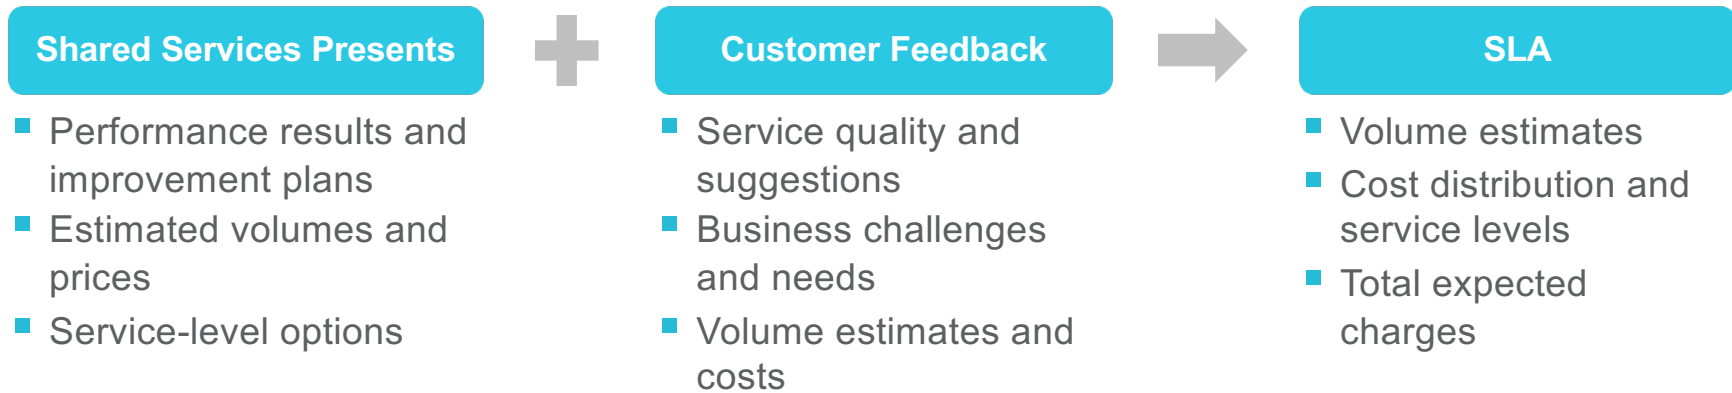 Shared Services Presents
Performance results and
improvement plans
Estimated volumes and
prices
Service-level options
Customer Feedback
Service quality and
suggestions
Business challenges
and needs
Volume estimates and
costs
SLA
Volume estimates
Cost distribution and
service levels
Total expected
charges